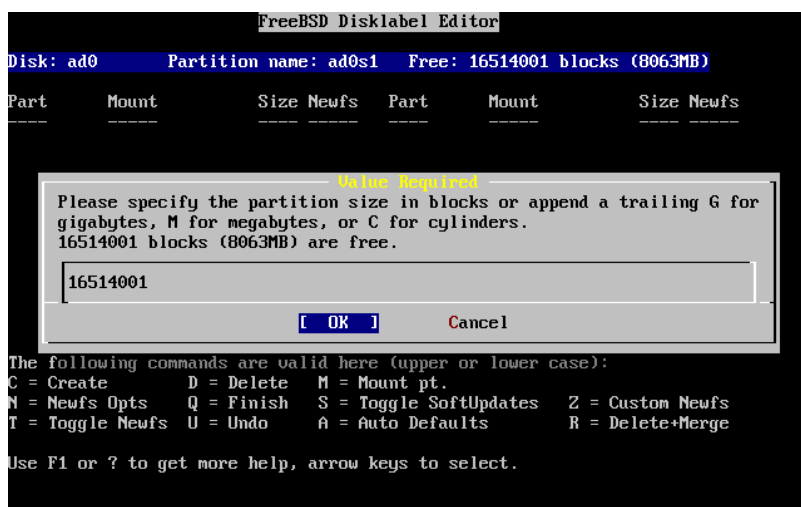 FreeBSD Disklabel Editor
Disk: ad0 Partition name: ad0s1 Free: 16514001 blocks (8063MB)
Part Mount Size Newfs Part Mount Size Newfs
---- ----- ---- ----- ---- ----- ---- -----
Value Required
Please specify the partition size in blocks or append a trailing G for
gigabytes, M for megabytes, or C for cylinders.
16514001 blocks (8063MB) are free.
16514001
[ OK ] Cancel
The following commands are valid here (upper or lower case):
C = Create D = Delete M = Mount pt.
N = Newfs Opts Q = Finish S = Toggle SoftUpdates Z = Custom Newfs
T = Toggle Newfs U = Undo A = Auto Defaults R = Delete+Merge
Use F1 or ? to get more help, arrow keys to select.